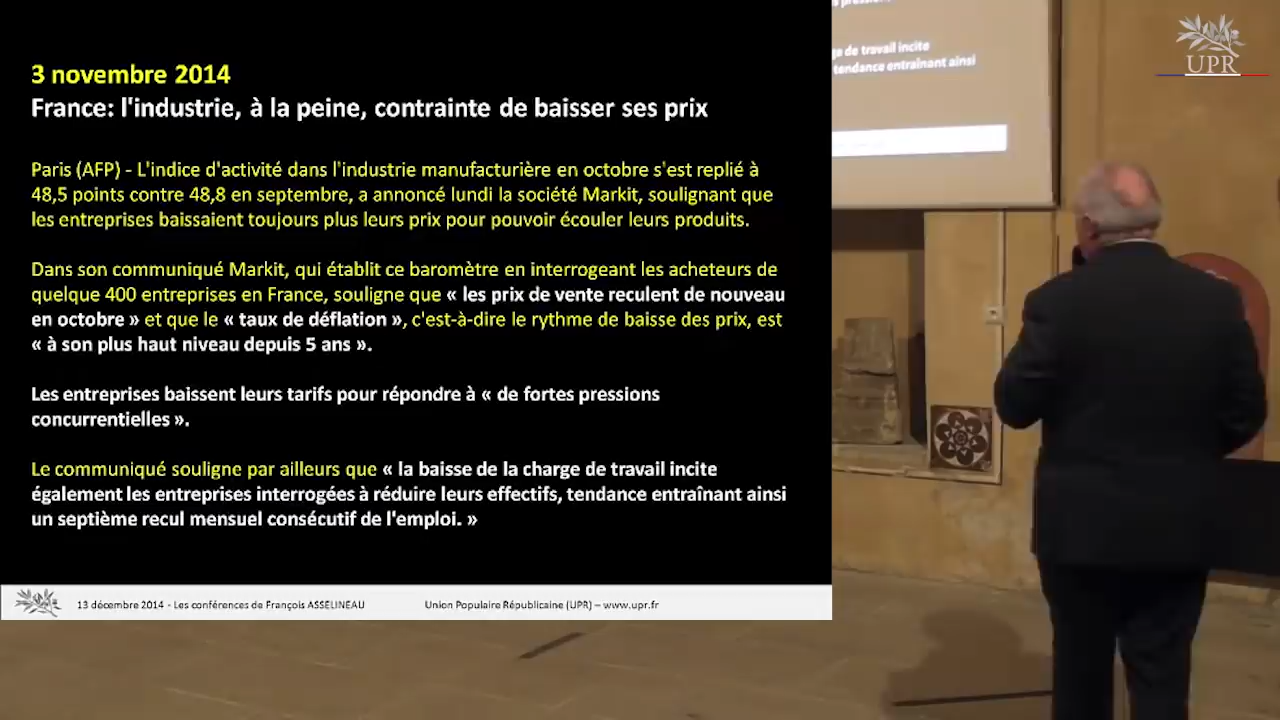 3 novembre 2014
France: l'industrie, à la peine, contrainte de baisser ses prix
Paris (AFP) - L'indice d'activité dans l'industrie manufacturière en octobre s'est replié à
48,5 points contre 48,8 en septembre, a annoncé lundi la société Markit, soulignant que
les entreprises baissaient toujours plus leurs prix pour pouvoir écouler leurs produits.
Dans son communiqué Markit, qui établit ce baromètre en interrogeant les acheteurs de
quelque 400 entreprises en France, souligne que « les prix de vente reculent de nouveau
en octobre » et que le « taux de déflation », c'est-à-dire le rythme de baisse des prix, est
« à son plus haut niveau depuis 5 ans ».
Les entreprises baissent leurs tarifs pour répondre à « de fortes pressions
concurrentielles ».
Le communiqué souligne par ailleurs que « la baisse de la charge de travail incite
également les entreprises interrogées à réduire leurs effectifs, tendance entraînant ainsi
un septième recul mensuel consécutif de l'emploi. »
13 décembre 2014 - Les conférences de François ASSELINEAU
Union Populaire Républicaine (UPR) – www.upr.fr
de travail incite
tendance entraînant ainsi
UPR